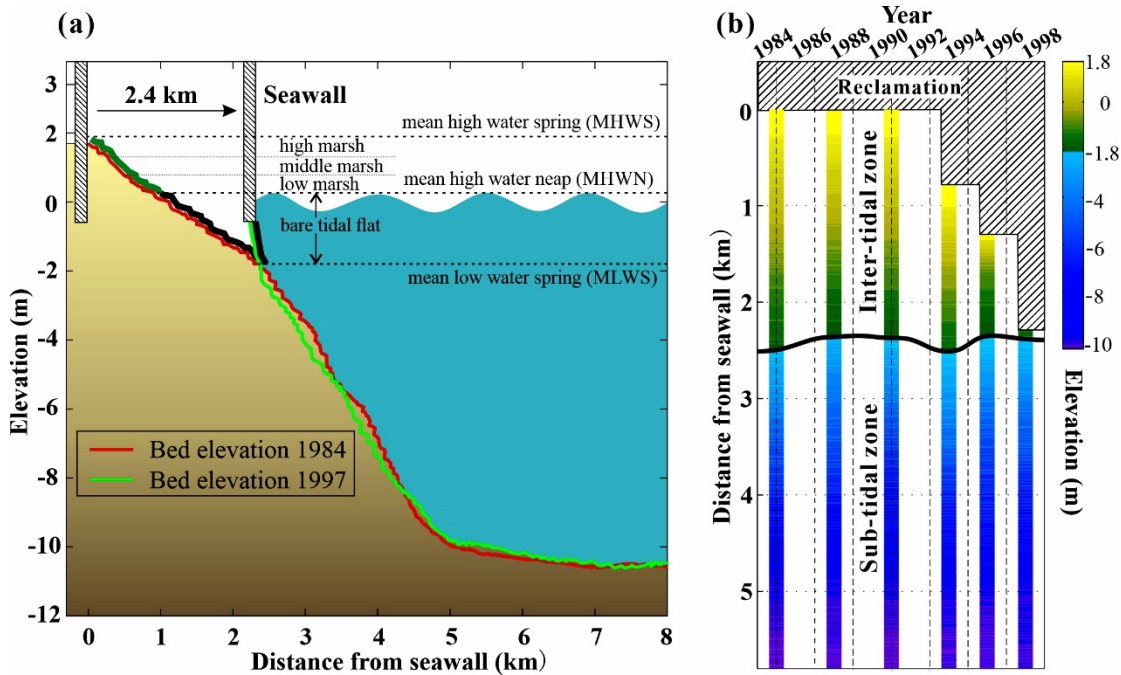 (a)
3
2
0
-2
-4
-6
-8
-10
-12
Elevation (m)
2.4 km
Seawall
mean high water spring (MHWS)
high marsh
middle marsh
low marsh
mean high water neap (MHWN)
bare tidal flat
mean low water spring (MLWS)
Bed elevation 1984
Bed elevation 1997
0 1 2 3 4 5 6 7 8
Distance from seawall (km)
(b)
Year
1984 1986 1988 1990 1992 1994 1996 1998
Reclamation
0
1
2
3
4
5
Distance from seawall (km)
Inter-tidal zone
Sub-tidal zone
1.8
0
-1.8
-4
-6
-8
-10
Elevation (m)